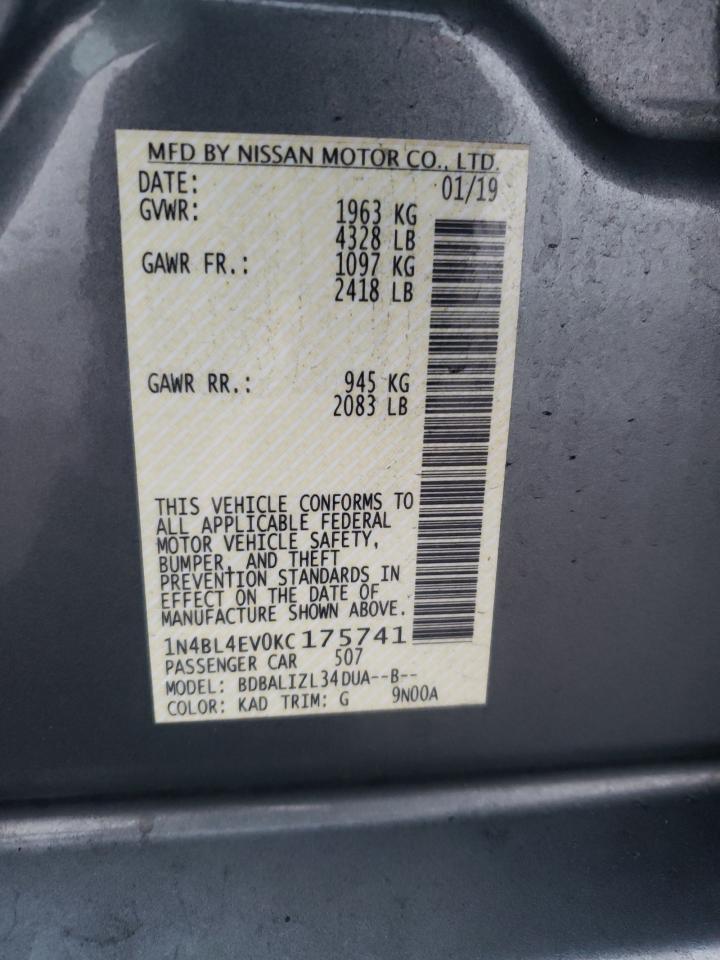 MFD BY NISSAN MOTOR CO., LTD.
DATE: 01/19
GVWR: 1963 KG
4328 LB
GAWR FR.: 1097 KG
2418 LB
GAWR RR.: 945 KG
2083 LB
THIS VEHICLE CONFORMS TO
ALL APPLICABLE FEDERAL
MOTOR VEHICLE SAFETY,
BUMPER, AND THEFT
PREVENTION STANDARDS IN
EFFECT ON THE DATE OF
MANUFACTURE SHOWN ABOVE.
1N4BL4EV0KC175741
PASSENGER CAR 507
MODEL: BDBALIZL34DUA--B--
COLOR: KAD TRIM: G 9N00A